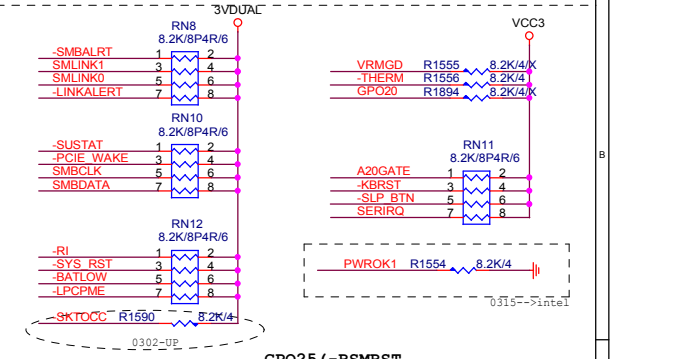 3VDUAL
RN8
8.2K/8P4R/6
-SMBALRT 1 2
SMLINK1 3 4
SMLINK0 5 6
-LINKALERT 7 8
RN10
8.2K/8P4R/6
-SUSTAT 1 2
-PCIE_WAKE 3 4
SMBCLK 5 6
SMBDATA 7 8
RN12
8.2K/8P4R/6
-RI 1 2
-SYS_RST 3 4
-BATLOW 5 6
-LPCPME 7 8
-SKTOCC R1590 8.2K/4
0302-UP
VCC3
VRMGD R1555 8.2K/4/X
-THERM R1556 8.2K/4
GPO20 R1894 8.2K/4/X
RN11
8.2K/8P4R/6
A20GATE 1 2
-KBRST 3 4
-SLP_BTN 5 6
SERIRQ 7 8
PWROK1 R1554 8.2K/4
0315-->intel
B